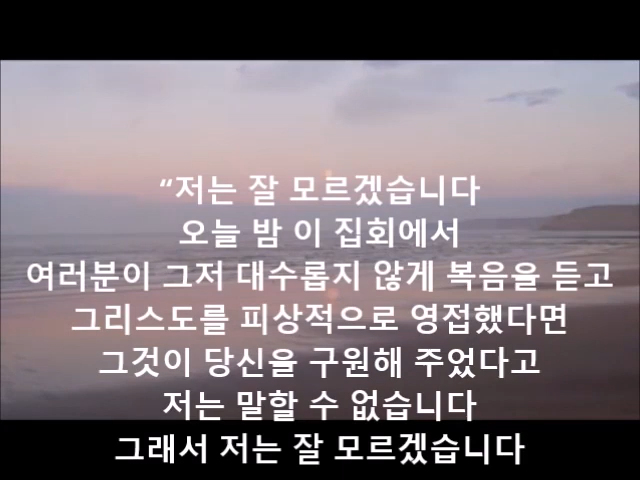 “저는 잘 모르겠습니다
오늘 밤 이 집회에서
여러분이 그저 대수롭지 않게 복음을 듣고
그리스도를 피상적으로 영접했다면
그것이 당신을 구원해 주었다고
저는 말할 수 없습니다
그래서 저는 잘 모르겠습니다